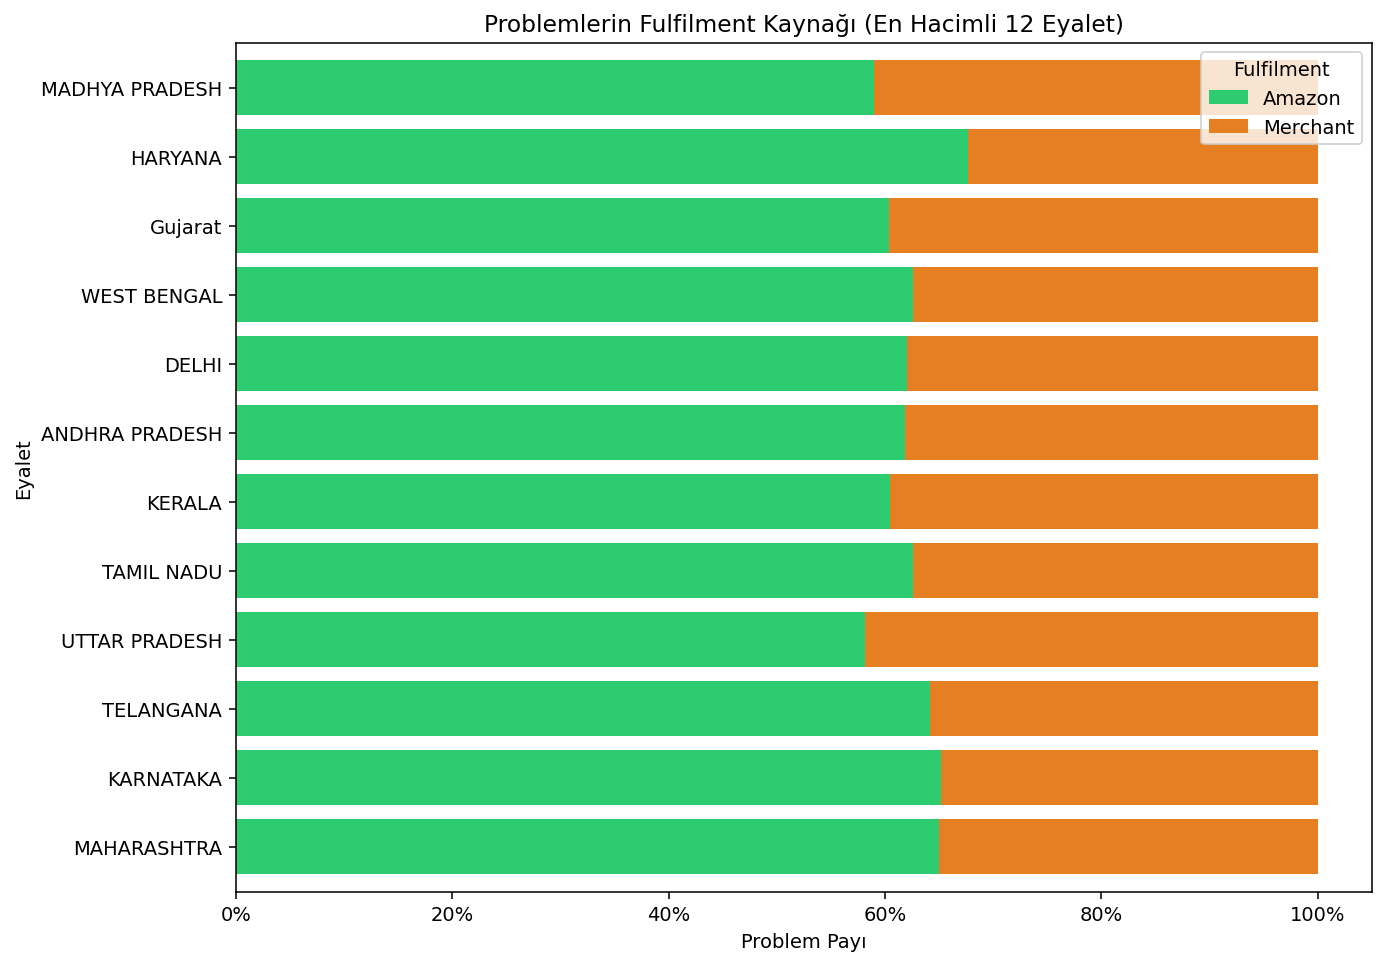 Problemlerin Fulfilment Kaynağı (En Hacimli 12 Eyalet)
Fulfilment
Amazon
Merchant
MADHYA PRADESH
HARYANA
Gujarat
WEST BENGAL
DELHI
ANDHRA PRADESH
KERALA
TAMIL NADU
UTTAR PRADESH
TELANGANA
KARNATAKA
MAHARASHTRA
Eyalet
0% 20% 40% 60% 80% 100%
Problem Payı